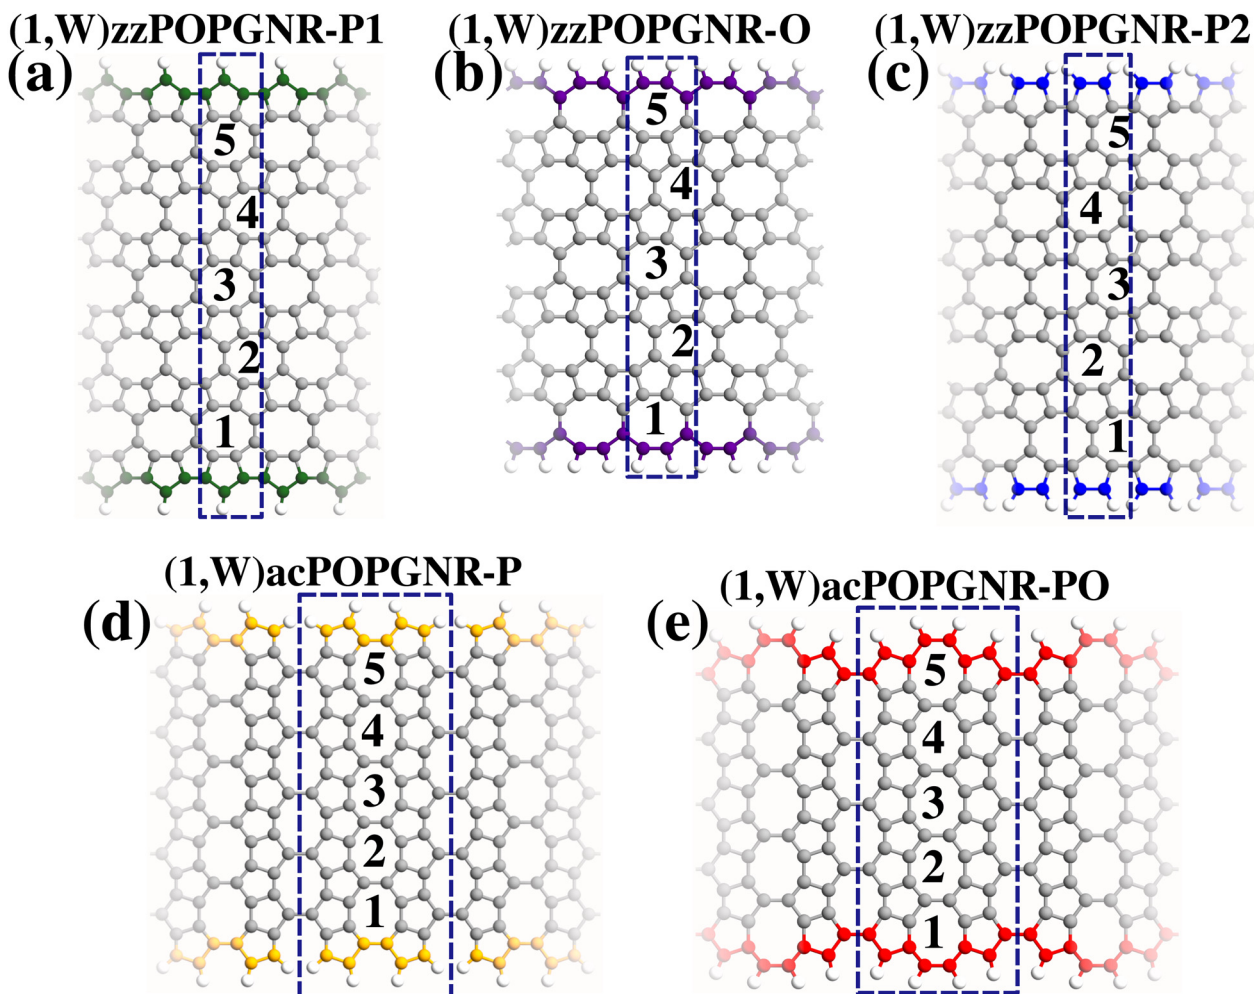 (1,W)zzPOPGNR-P1
(1,W)zzPOPGNR-O
(1,W)zzPOPGNR-P2
(a)
(b)
(c)
5
4
3
2
1
5
4
3
2
1
5
4
3
2
1
(1,W)acPOPGNR-P
(1,W)acPOPGNR-PO
(d)
(e)
5
4
3
2
1
5
4
3
2
1